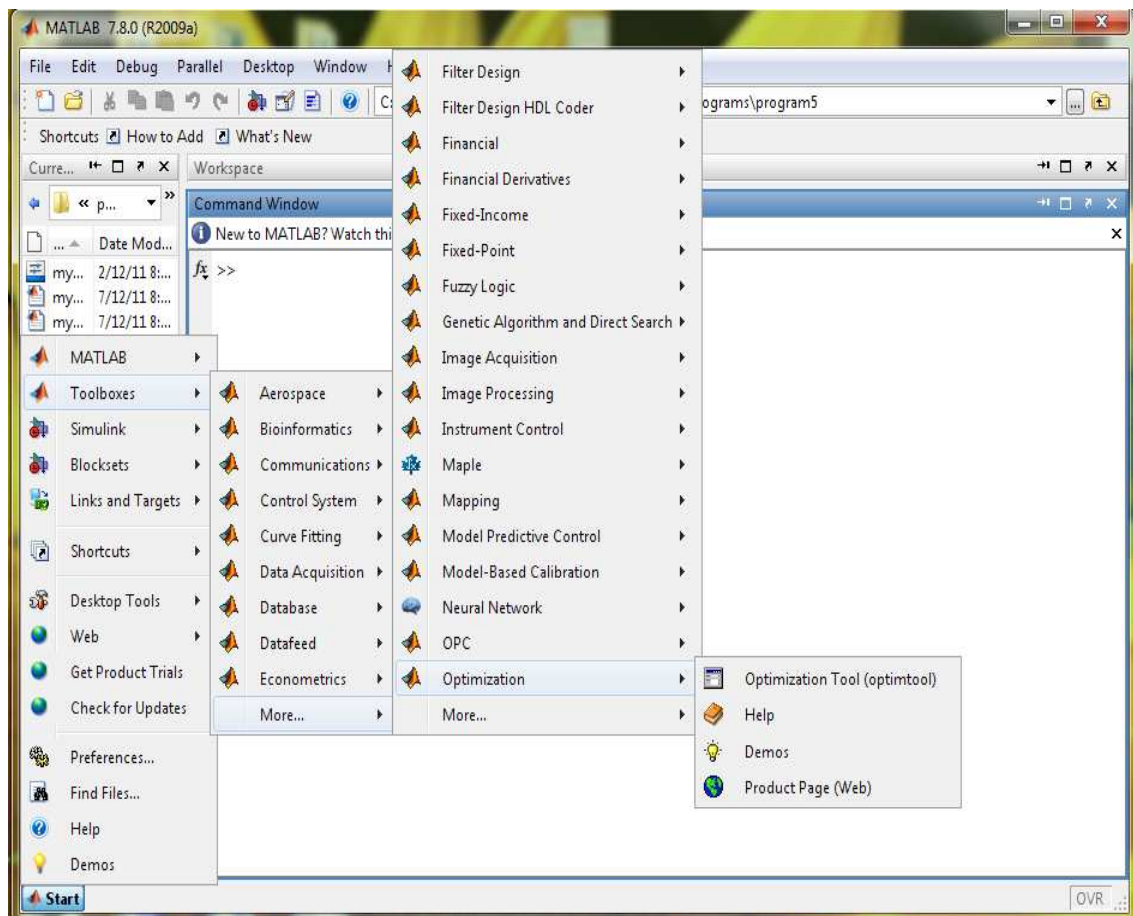 MATLAB 7.8.0 (R2009a)
File Edit Debug Parallel Desktop Window
ograms\program5
Shortcuts How to Add What's New
Curre...
Workspace
« p... »
Command Window
... Date Mod...
New to MATLAB? Watch thi
my... 2/12/11 8:...
my... 7/12/11 8:...
my... 7/12/11 8:...
fx >>
MATLAB
Toolboxes
Simulink
Blocksets
Links and Targets
Shortcuts
Desktop Tools
Web
Get Product Trials
Check for Updates
Preferences...
Find Files...
Help
Demos
Start
Aerospace
Bioinformatics
Communications
Control System
Curve Fitting
Data Acquisition
Database
Datafeed
Econometrics
More...
Filter Design
Filter Design HDL Coder
Financial
Financial Derivatives
Fixed-Income
Fixed-Point
Fuzzy Logic
Genetic Algorithm and Direct Search
Image Acquisition
Image Processing
Instrument Control
Maple
Mapping
Model Predictive Control
Model-Based Calibration
Neural Network
OPC
Optimization
More...
Optimization Tool (optimtool)
Help
Demos
Product Page (Web)
OVR